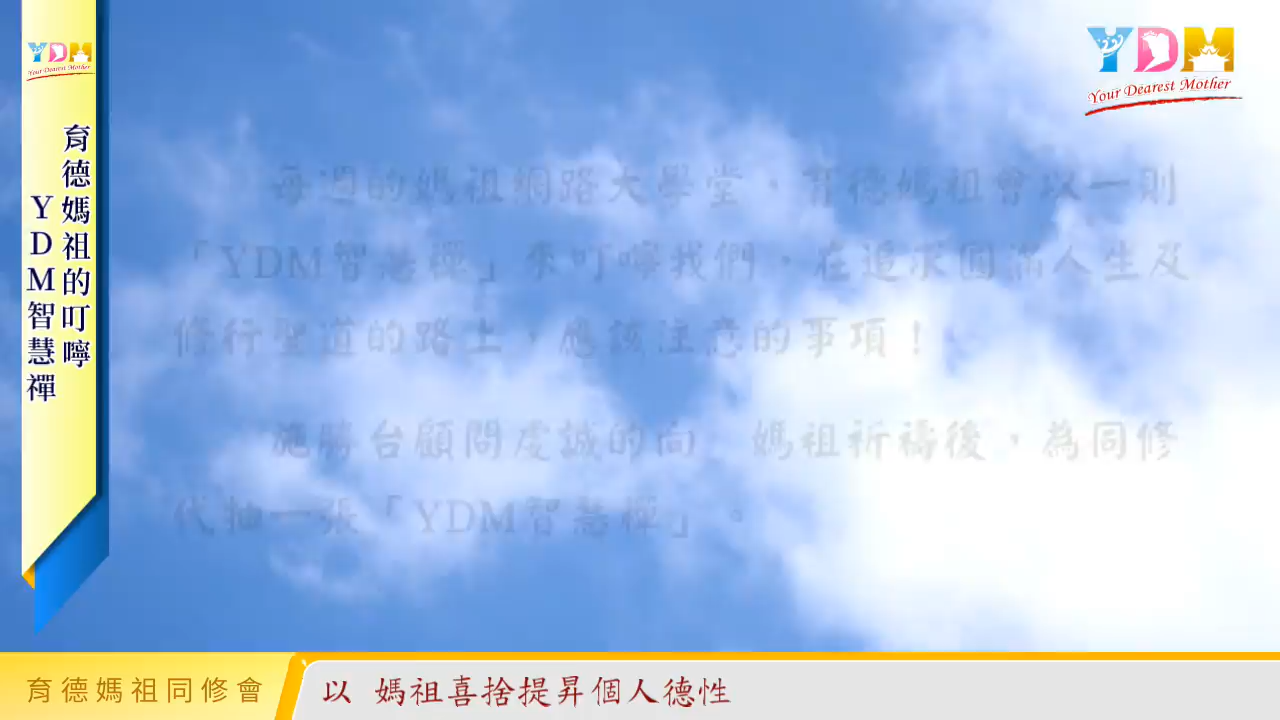 YDM
Your Dearest Mother
育德媽祖的叮嚀
YDM智慧禪
YDM
Your Dearest Mother
每週的媽祖網路大學堂，育德媽祖會以一則
「YDM智慧禪」來叮嚀我們，在追求圓滿人生及
修行聖道的路上，應該注意的事項！
施勝台顧問虔誠的向 媽祖祈禱後，為同修
代抽一張「YDM智慧禪」。
育德媽祖同修會
以 媽祖喜捨提昇個人德性